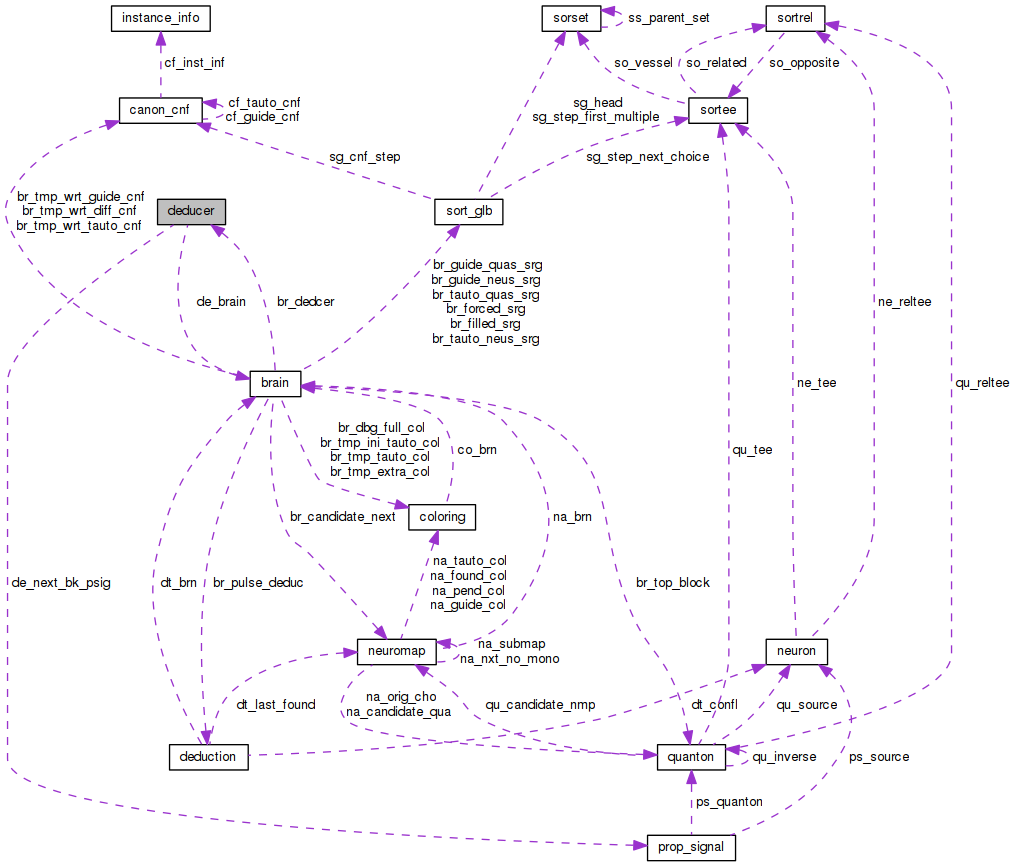 instance_info
sorset
ss_parent_set
sortrel
cf_inst_inf
so_vessel
so_related
so_opposite
canon_cnf
cf_tauto_cnf
cf_guide_cnf
sg_head
sg_step_first_multiple
sortee
sg_cnf_step
sg_step_next_choice
br_tmp_wrt_guide_cnf
br_tmp_wrt_diff_cnf
br_tmp_wrt_tauto_cnf
deducer
sort_glb
de_brain
br_dedcer
br_guide_quas_srg
br_guide_neus_srg
br_tauto_quas_srg
br_forced_srg
br_filled_srg
br_tauto_neus_srg
ne_reltee
brain
ne_tee
qu_reltee
br_dbg_full_col
br_tmp_ini_tauto_col
br_tmp_tauto_col
br_tmp_extra_col
co_brn
qu_tee
br_candidate_next
coloring
na_brn
de_next_bk_psig
dt_brn
br_pulse_deduc
na_tauto_col
na_found_col
na_pend_col
na_guide_col
br_top_block
neuromap
na_submap
na_nxt_no_mono
neuron
dt_last_found
na_orig_cho
na_candidate_qua
qu_candidate_nmp
dt_confl
qu_source
deduction
quanton
qu_inverse
ps_source
ps_quanton
prop_signal